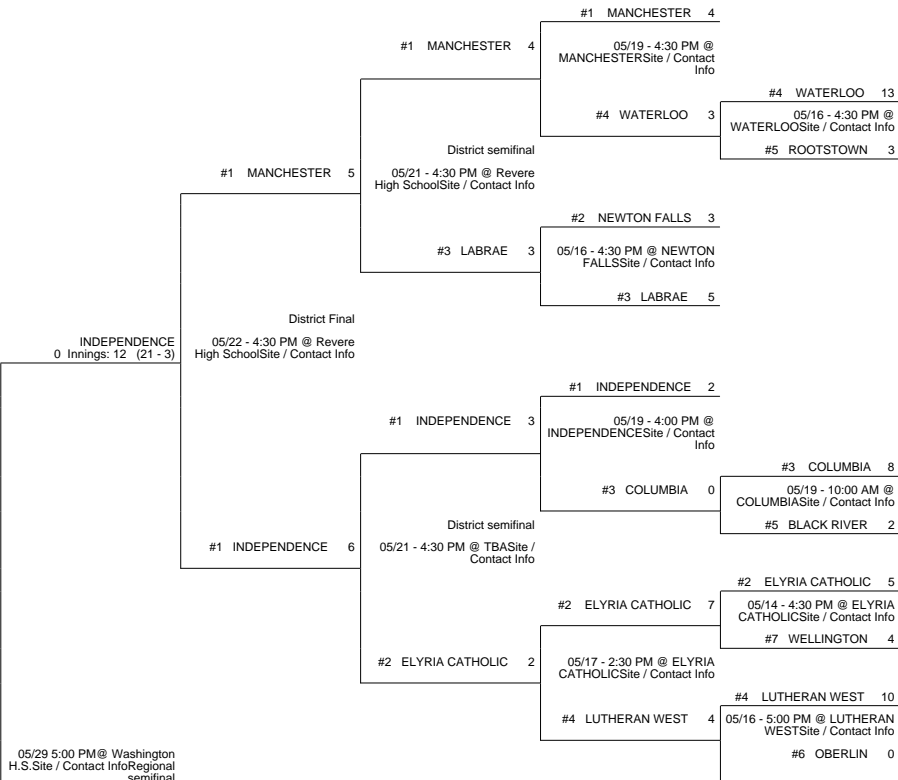 #1 MANCHESTER 4
#1 MANCHESTER 4
05/19 - 4:30 PM @
MANCHESTERSite / Contact
Info
#4 WATERLOO 13
#4 WATERLOO 3
05/16 - 4:30 PM @
WATERLOOSite / Contact Info
#5 ROOTSTOWN 3
District semifinal
#1 MANCHESTER 5
05/21 - 4:30 PM @ Revere
High SchoolSite / Contact Info
#2 NEWTON FALLS 3
#3 LABRAE 3
05/16 - 4:30 PM @ NEWTON
FALLSSite / Contact Info
#3 LABRAE 5
District Final
INDEPENDENCE
0 Innings: 12 (21 - 3)
05/22 - 4:30 PM @ Revere
High SchoolSite / Contact Info
#1 INDEPENDENCE 2
#1 INDEPENDENCE 3
05/19 - 4:00 PM @
INDEPENDENCESite / Contact
Info
#3 COLUMBIA 8
#3 COLUMBIA 0
05/19 - 10:00 AM @
COLUMBIASite / Contact Info
#5 BLACK RIVER 2
District semifinal
#1 INDEPENDENCE 6
05/21 - 4:30 PM @ TBASite /
Contact Info
#2 ELYRIA CATHOLIC 5
#2 ELYRIA CATHOLIC 7
05/14 - 4:30 PM @ ELYRIA
CATHOLICSite / Contact Info
#7 WELLINGTON 4
#2 ELYRIA CATHOLIC 2
05/17 - 2:30 PM @ ELYRIA
CATHOLICSite / Contact Info
#4 LUTHERAN WEST 10
#4 LUTHERAN WEST 4
05/16 - 5:00 PM @ LUTHERAN
WESTSite / Contact Info
#6 OBERLIN 0
05/29 5:00 PM@ Washington
H.S.Site / Contact InfoRegional
semifinal